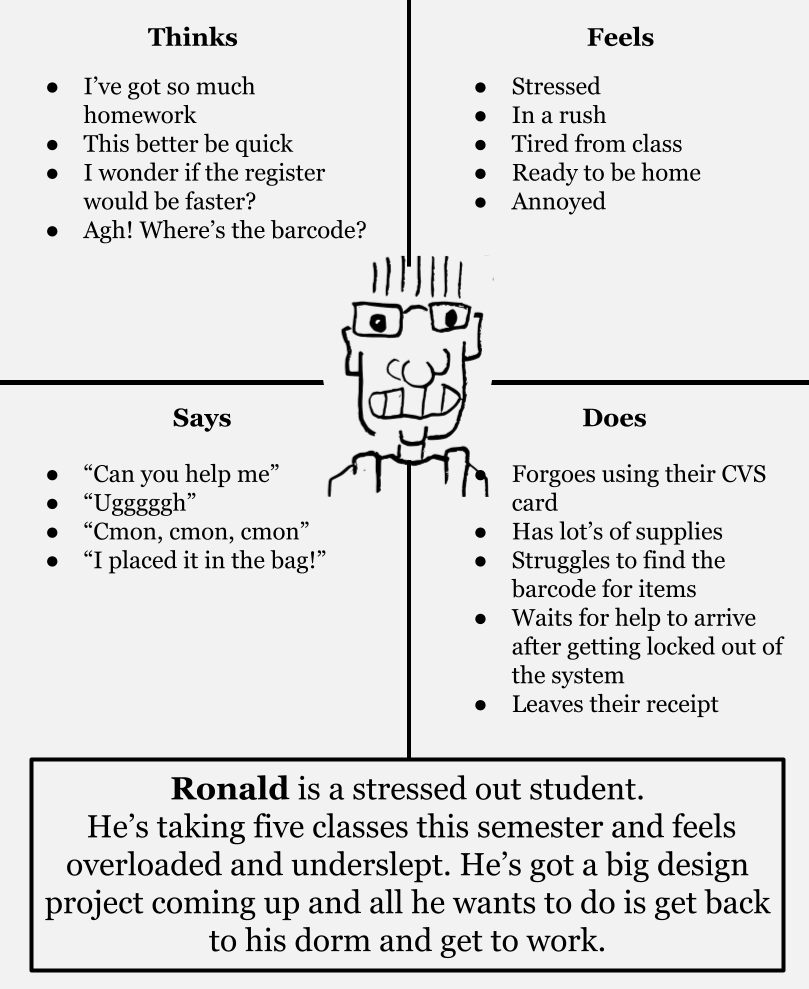 Thinks
● I’ve got so much
homework
● This better be quick
● I wonder if the register
would be faster?
● Agh! Where’s the barcode?
Feels
● Stressed
● In a rush
● Tired from class
● Ready to be home
● Annoyed
Says
● “Can you help me”
● “Ugggggh”
● “Cmon, cmon, cmon”
● “I placed it in the bag!”
Does
● Forgoes using their CVS
card
● Has lot’s of supplies
● Struggles to find the
barcode for items
● Waits for help to arrive
after getting locked out of
the system
● Leaves their receipt
Ronald is a stressed out student.
He’s taking five classes this semester and feels
overloaded and underslept. He’s got a big design
project coming up and all he wants to do is get back
to his dorm and get to work.